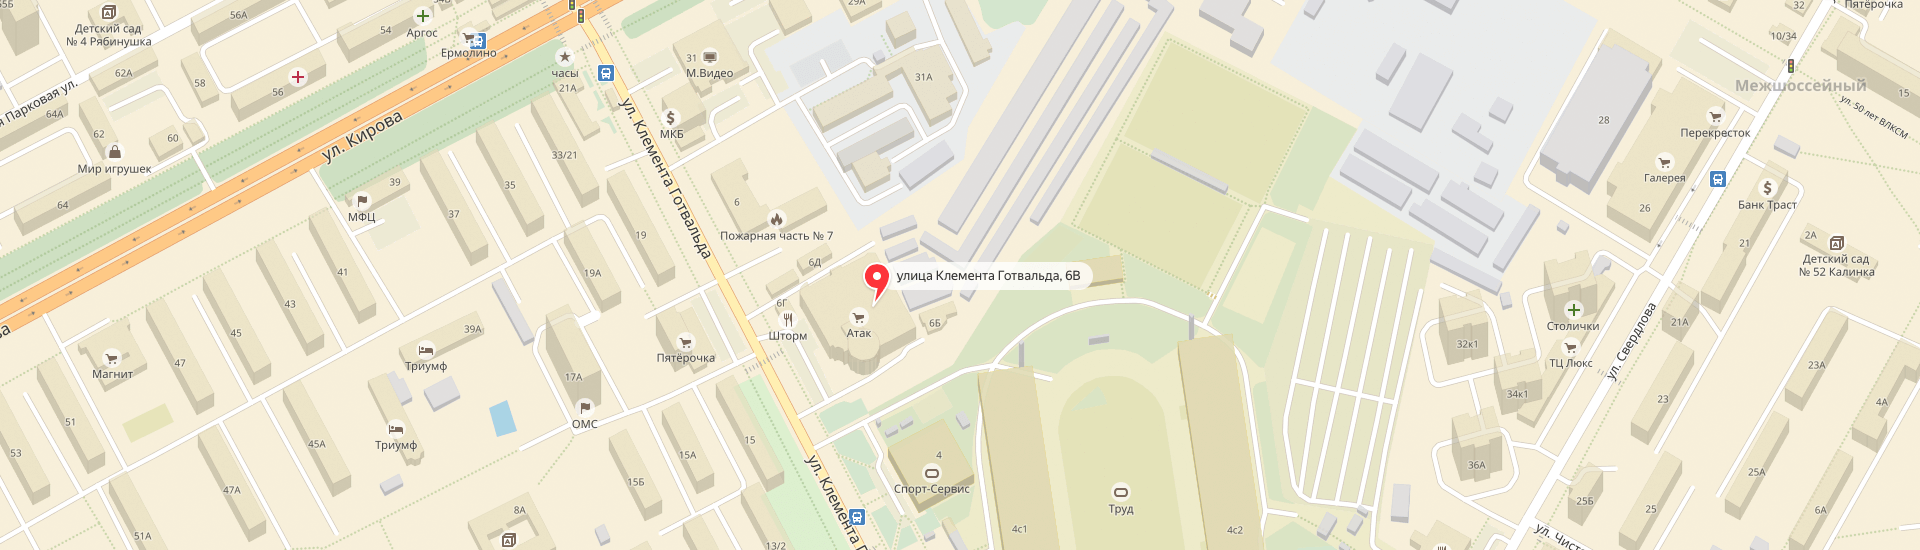 55Б
Детский сад
№ 4 Рябинушка
56А
54
54В
Аргос
Ермолино
часы
21А
62А
58
56
я Парковая ул.
64А
62
60
Мир игрушек
64
ул. Кирова
39
МФЦ
29А
31
М.Видео
МКБ
31А
ул. Клемента Готвальда
33/21
35
37
41
43
45
47
6
Пожарная часть № 7
19
19А
6Д
6Г
Шторм
улица Клемента Готвальда, 6В
Атак
6Б
Пятёрочка
39А
Триумф
Магнит
17А
ОМС
Триумф
45А
51
53
47А
51А
8А
15
15А
15Б
13/2
ул. Клемента Г
4
Спорт-Сервис
4с1
Труд
4с2
32
Пятёрочка
10/34
Межшоссейный
15
ул. 50 лет ВЛКСМ
28
Перекресток
Галерея
26
Банк Траст
21
2А
Детский сад
№ 52 Калинка
Столички
21А
32к1
ТЦ Люкс
34к1
ул. Свердлова
23А
23
4А
36А
25А
25Б
25
6А
ул. Чист
ва